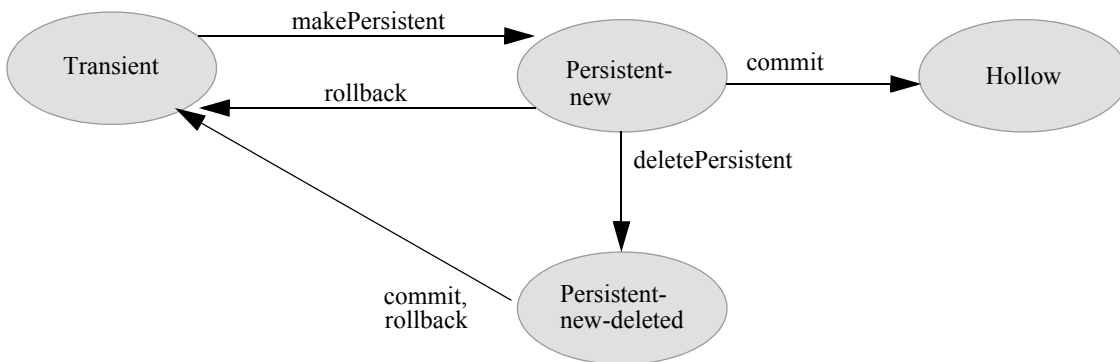 makePersistent
Transient
Persistent-
new
commit
Hollow
rollback
deletePersistent
Persistent-
new-deleted
commit,
rollback